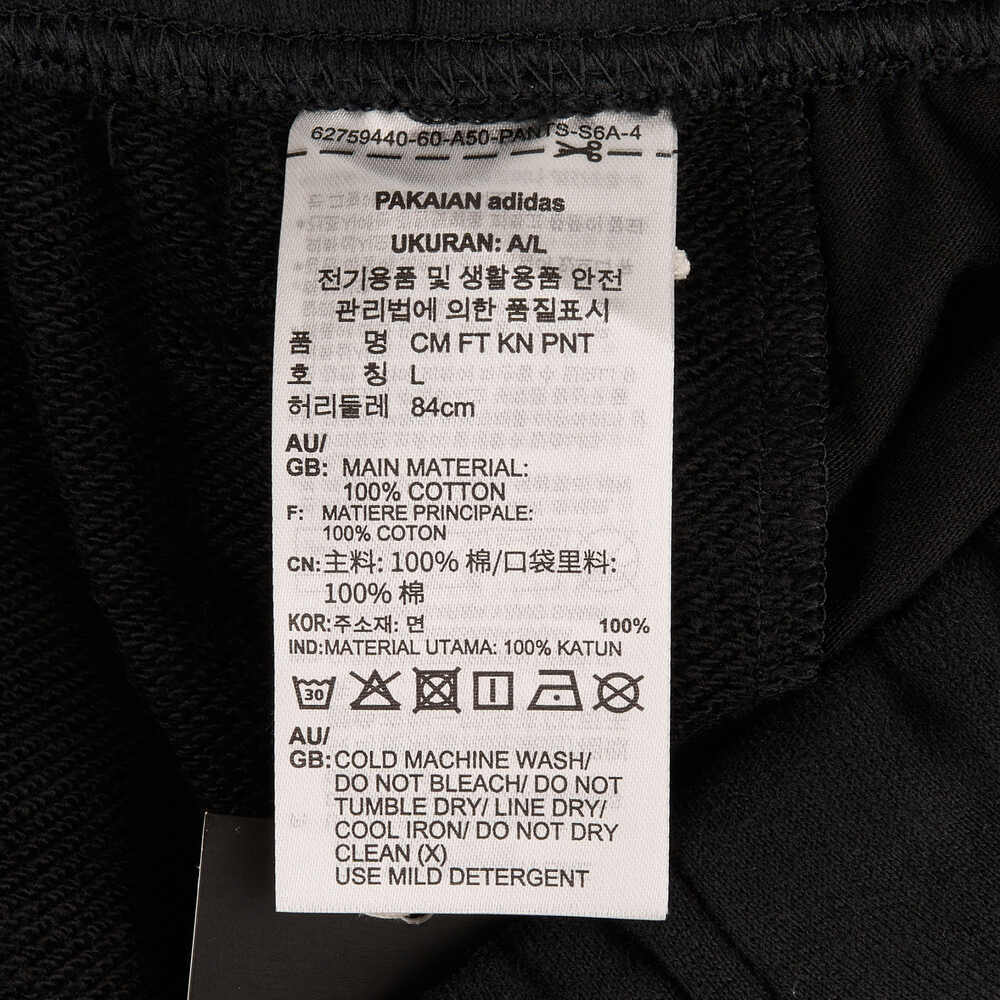 62759440-60-A50-PANTS-S6A-4
PAKAIAN adidas
UKURAN: A/L
전기용품 및 생활용품 안전
관리법에 의한 품질표시
품 명 CM FT KN PNT
호 칭 L
허리둘레 84cm
AU/
GB: MAIN MATERIAL:
100% COTTON
F: MATIERE PRINCIPALE:
100% COTON
CN:主料: 100% 棉/口袋里料:
100% 棉
KOR:주소재: 면 100%
IND:MATERIAL UTAMA: 100% KATUN
30
AU/
GB:COLD MACHINE WASH/
DO NOT BLEACH/ DO NOT
TUMBLE DRY/ LINE DRY/
COOL IRON/ DO NOT DRY
CLEAN (X)
USE MILD DETERGENT